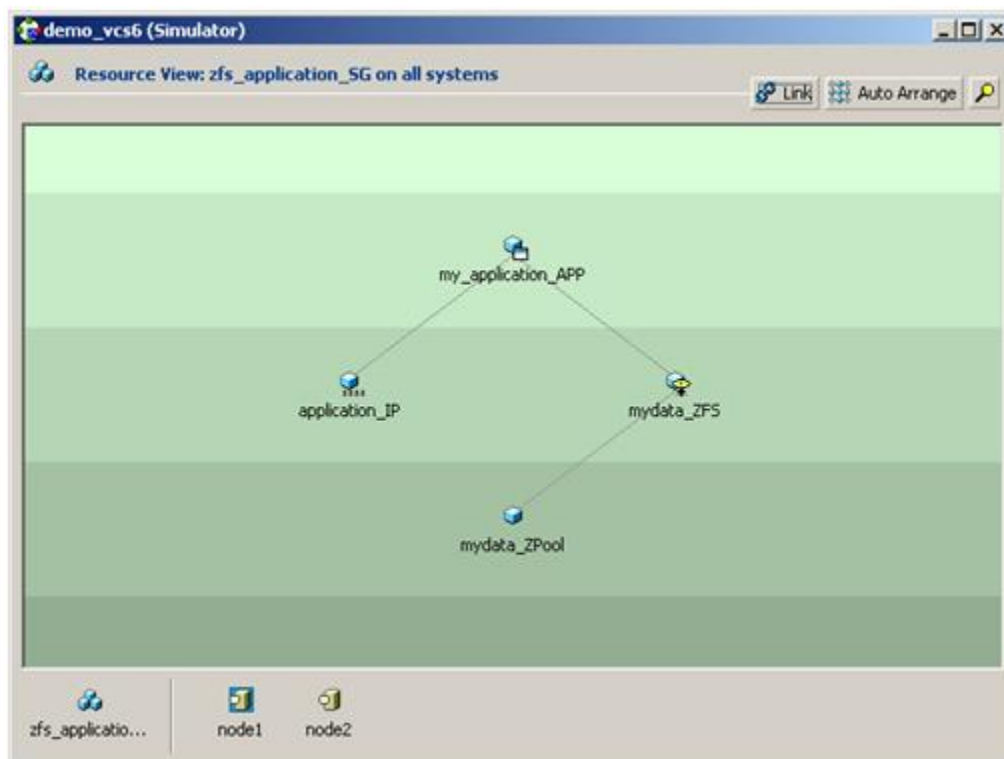 demo_vcs6 (Simulator)
Resource View: zfs_application_SG on all systems
Link
Auto Arrange
my_application_APP
application_IP
mydata_ZFS
mydata_ZPool
zfs_applicatio...
node1
node2